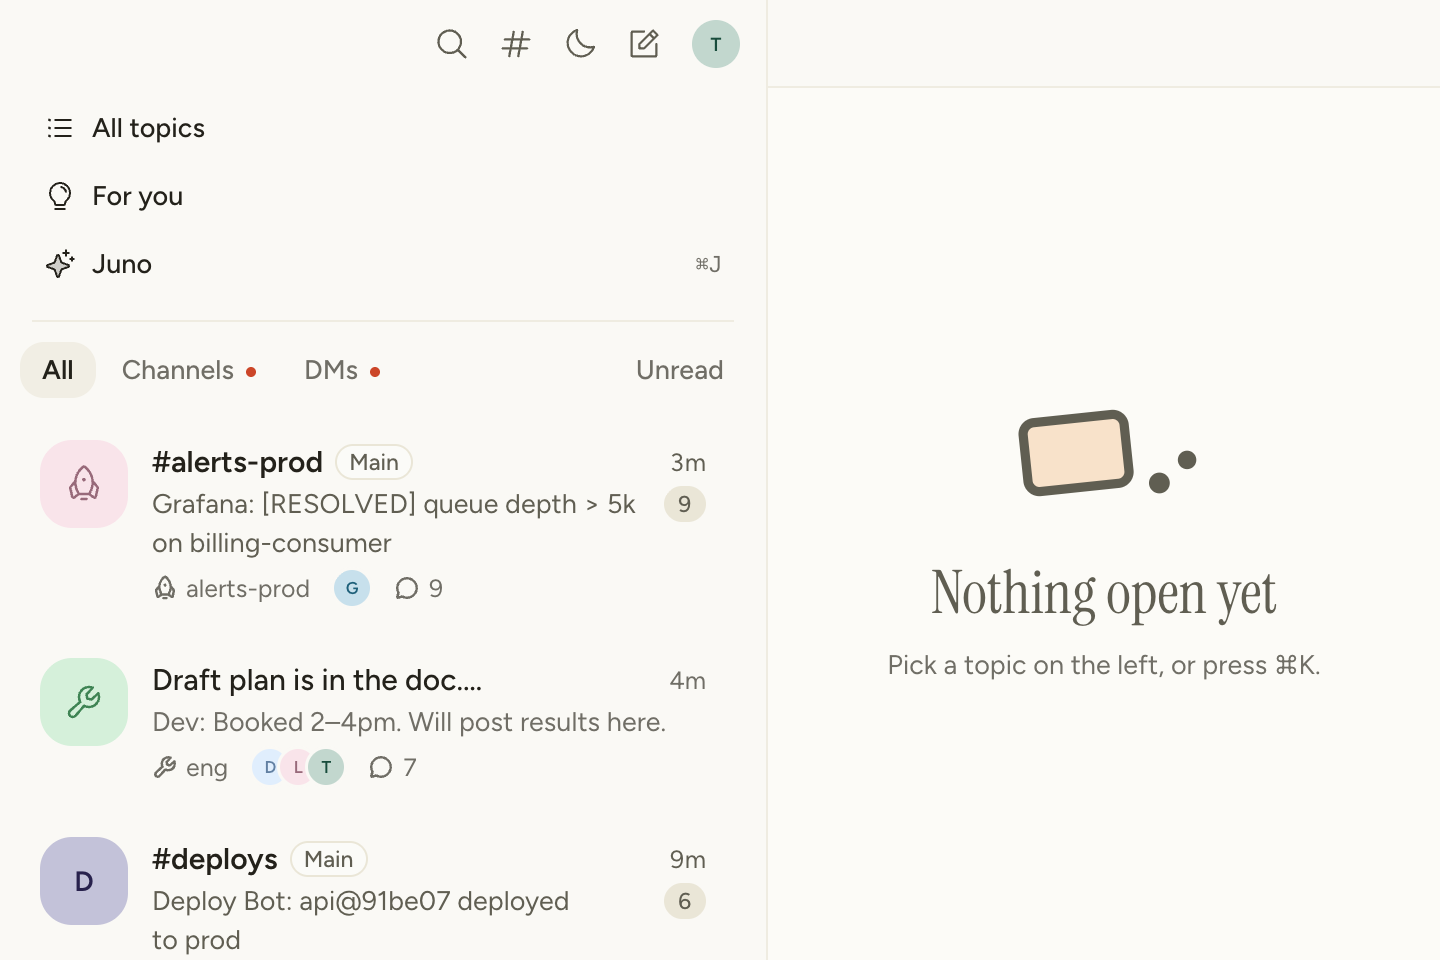 T
All topics
For you
Juno ⌘J
All Channels DMs Unread
#alerts-prod Main 3m
Grafana: [RESOLVED] queue depth > 5k 9
on billing-consumer
alerts-prod G 9
Draft plan is in the doc.... 4m
Dev: Booked 2–4pm. Will post results here.
eng D L T 7
D
#deploys Main 9m
Deploy Bot: api@91be07 deployed 6
to prod
Nothing open yet
Pick a topic on the left, or press ⌘K.